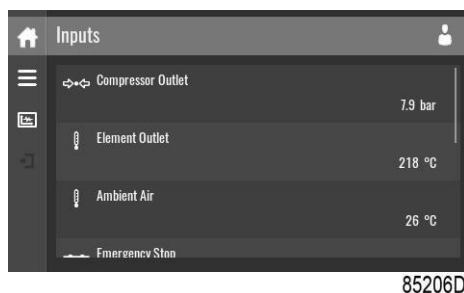 Inputs
Compressor Outlet
7.9 bar
Element Outlet
218 °C
Ambient Air
26 °C
Emergency Stop
85206D